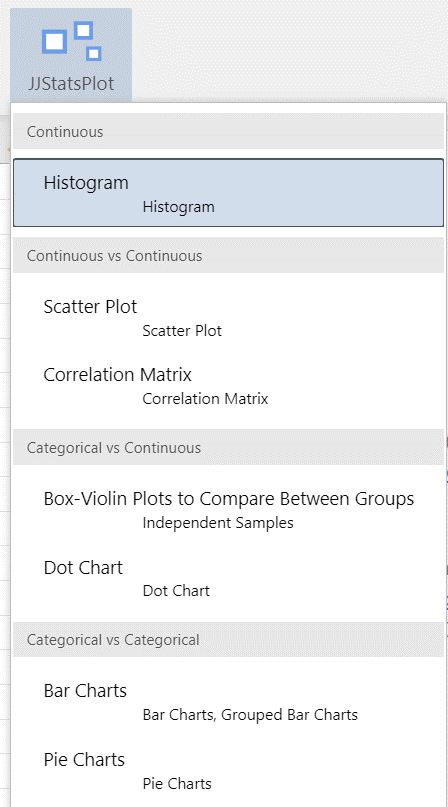 JJStatsPlot
Continuous
Histogram
Histogram
Continuous vs Continuous
Scatter Plot
Scatter Plot
Correlation Matrix
Correlation Matrix
Categorical vs Continuous
Box-Violin Plots to Compare Between Groups
Independent Samples
Dot Chart
Dot Chart
Categorical vs Categorical
Bar Charts
Bar Charts, Grouped Bar Charts
Pie Charts
Pie Charts